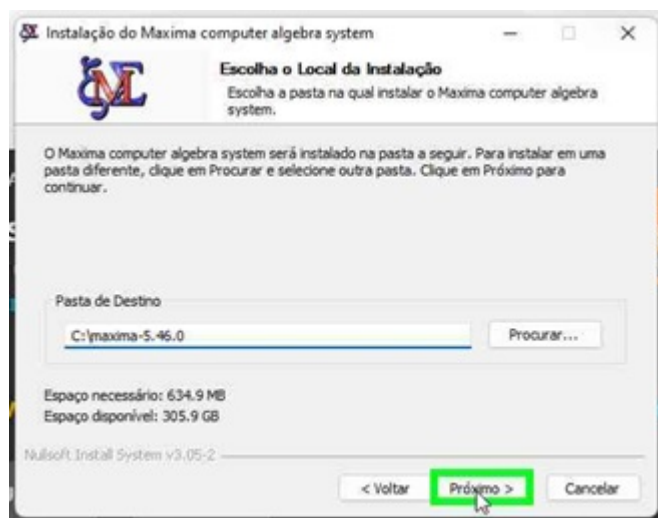 Instalação do Maxima computer algebra system
Escolha o Local da Instalação
Escolha a pasta na qual instalar o Maxima computer algebra
system.
O Maxima computer algebra system será instalado na pasta a seguir. Para instalar em uma
pasta diferente, clique em Procurar e selecione outra pasta. Clique em Próximo para
continuar.
Pasta de Destino
C:\maxima-5.46.0
Procurar...
Espaço necessário: 634.9 MB
Espaço disponível: 305.9 GB
Nullsoft Install System v3.05-2
< Voltar
Próximo >
Cancelar